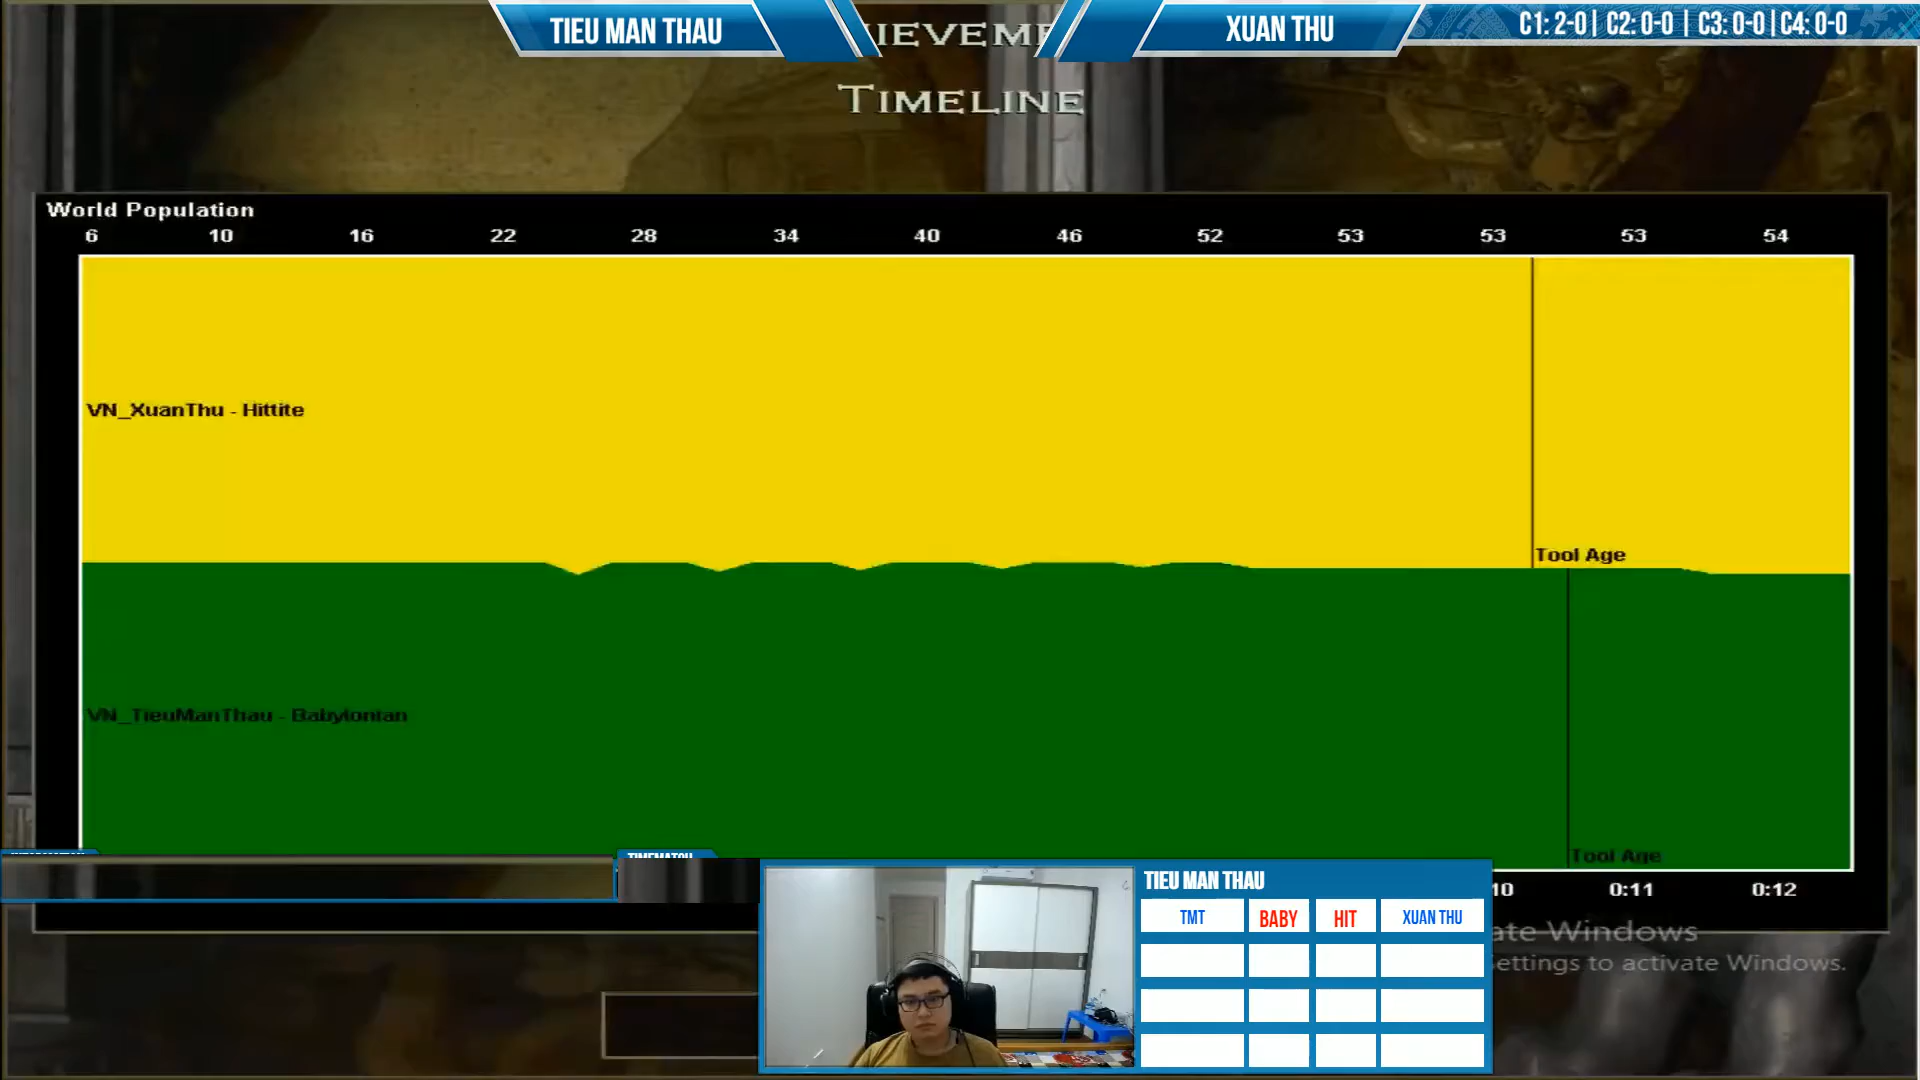 TIEU MAN THAU
IEVEME
XUAN THU
C1: 2-0 | C2: 0-0 | C3: 0-0 | C4: 0-0
TIMELINE
World Population
6 10 16 22 28 34 40 46 52 53 53 53 54
VN_XuanThu - Hittite
Tool Age
VN_TieuManThau - Babylonian
Tool Age
10 0:11 0:12
TIEU MAN THAU
TMT BABY HIT XUAN THU
ate Windows
Settings to activate Windows.